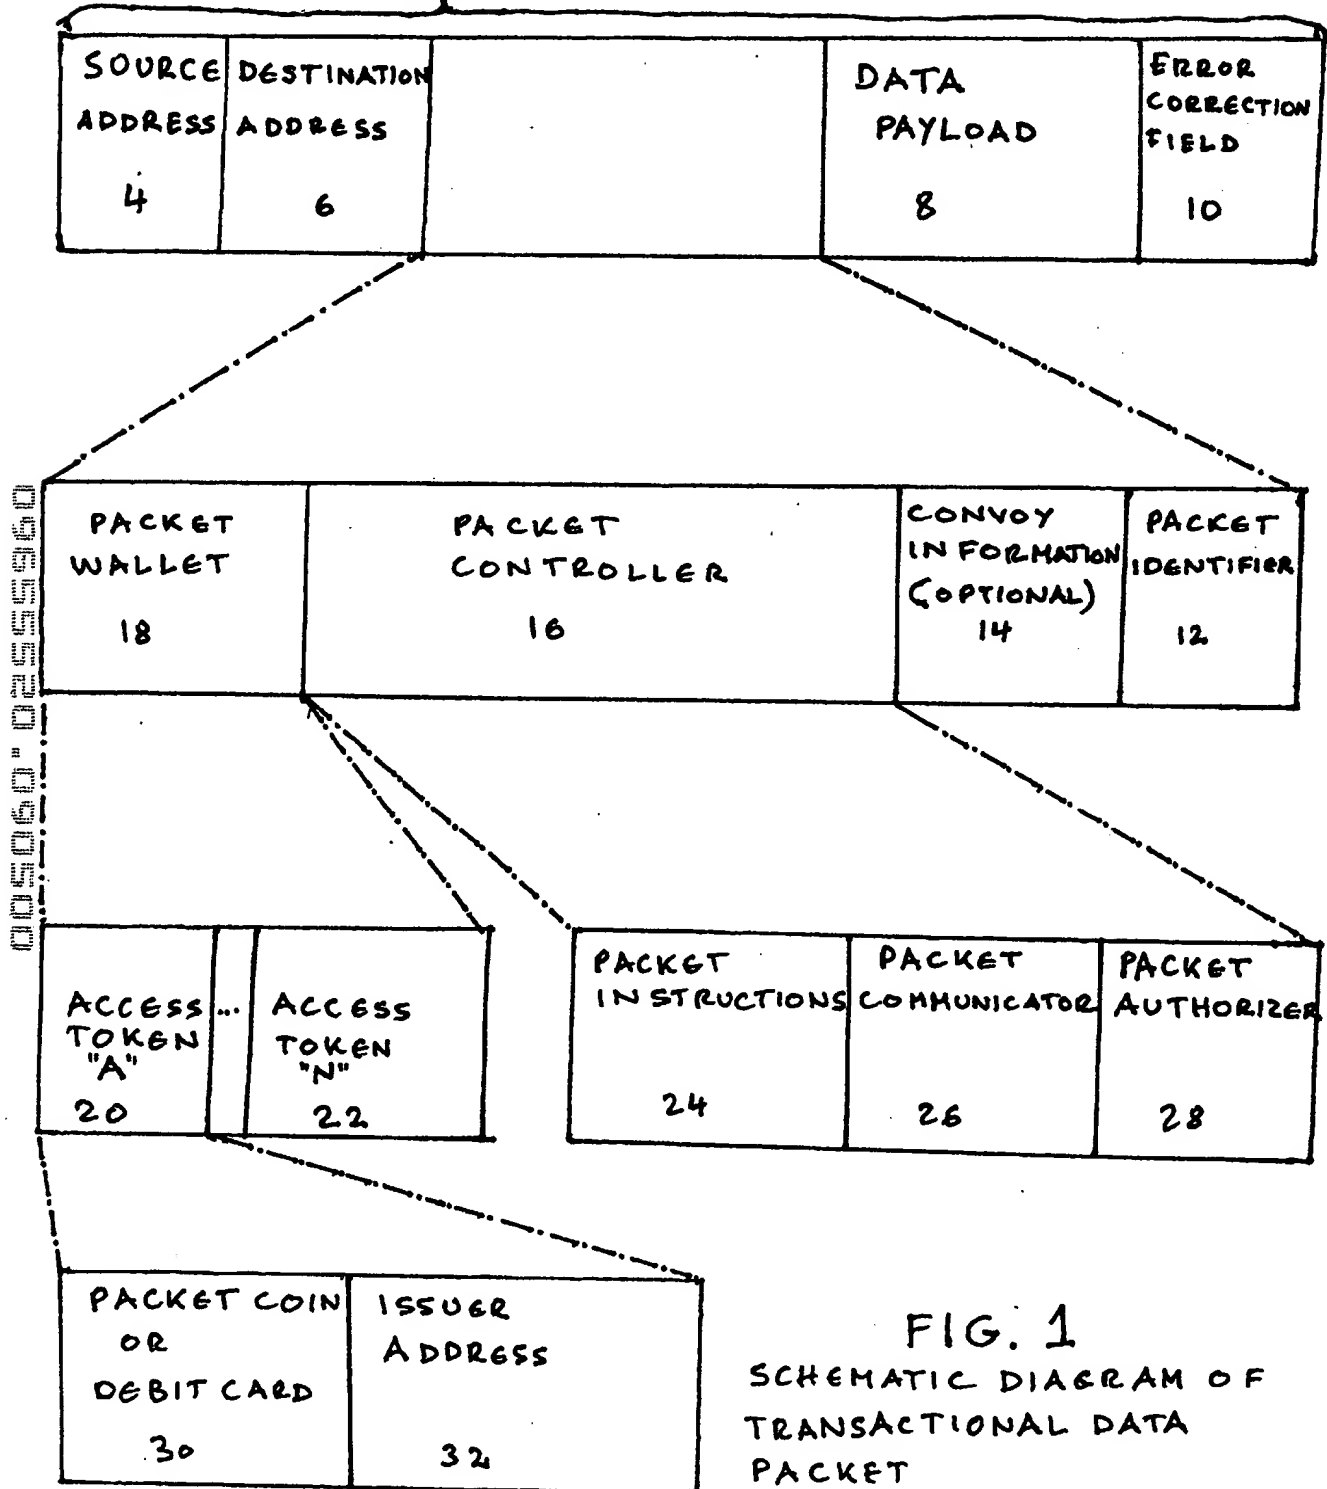 SOURCE ADDRESS
4
DESTINATION ADDRESS
6
DATA
PAYLOAD
8
ERROR
CORRECTION
FIELD
10
PACKET
WALLET
18
PACKET
CONTROLLER
16
CONVOY
INFORMATION
(OPTIONAL)
14
PACKET
IDENTIFIER
12
ACCESS
TOKEN
"A"
20
...
ACCESS
TOKEN
"N"
22
PACKET
INSTRUCTIONS
24
PACKET
COMMUNICATOR
26
PACKET
AUTHORIZER
28
PACKET COIN
OR
DEBIT CARD
30
ISSUER
ADDRESS
32
FIG. 1
SCHEMATIC DIAGRAM OF
TRANSACTIONAL DATA
PACKET